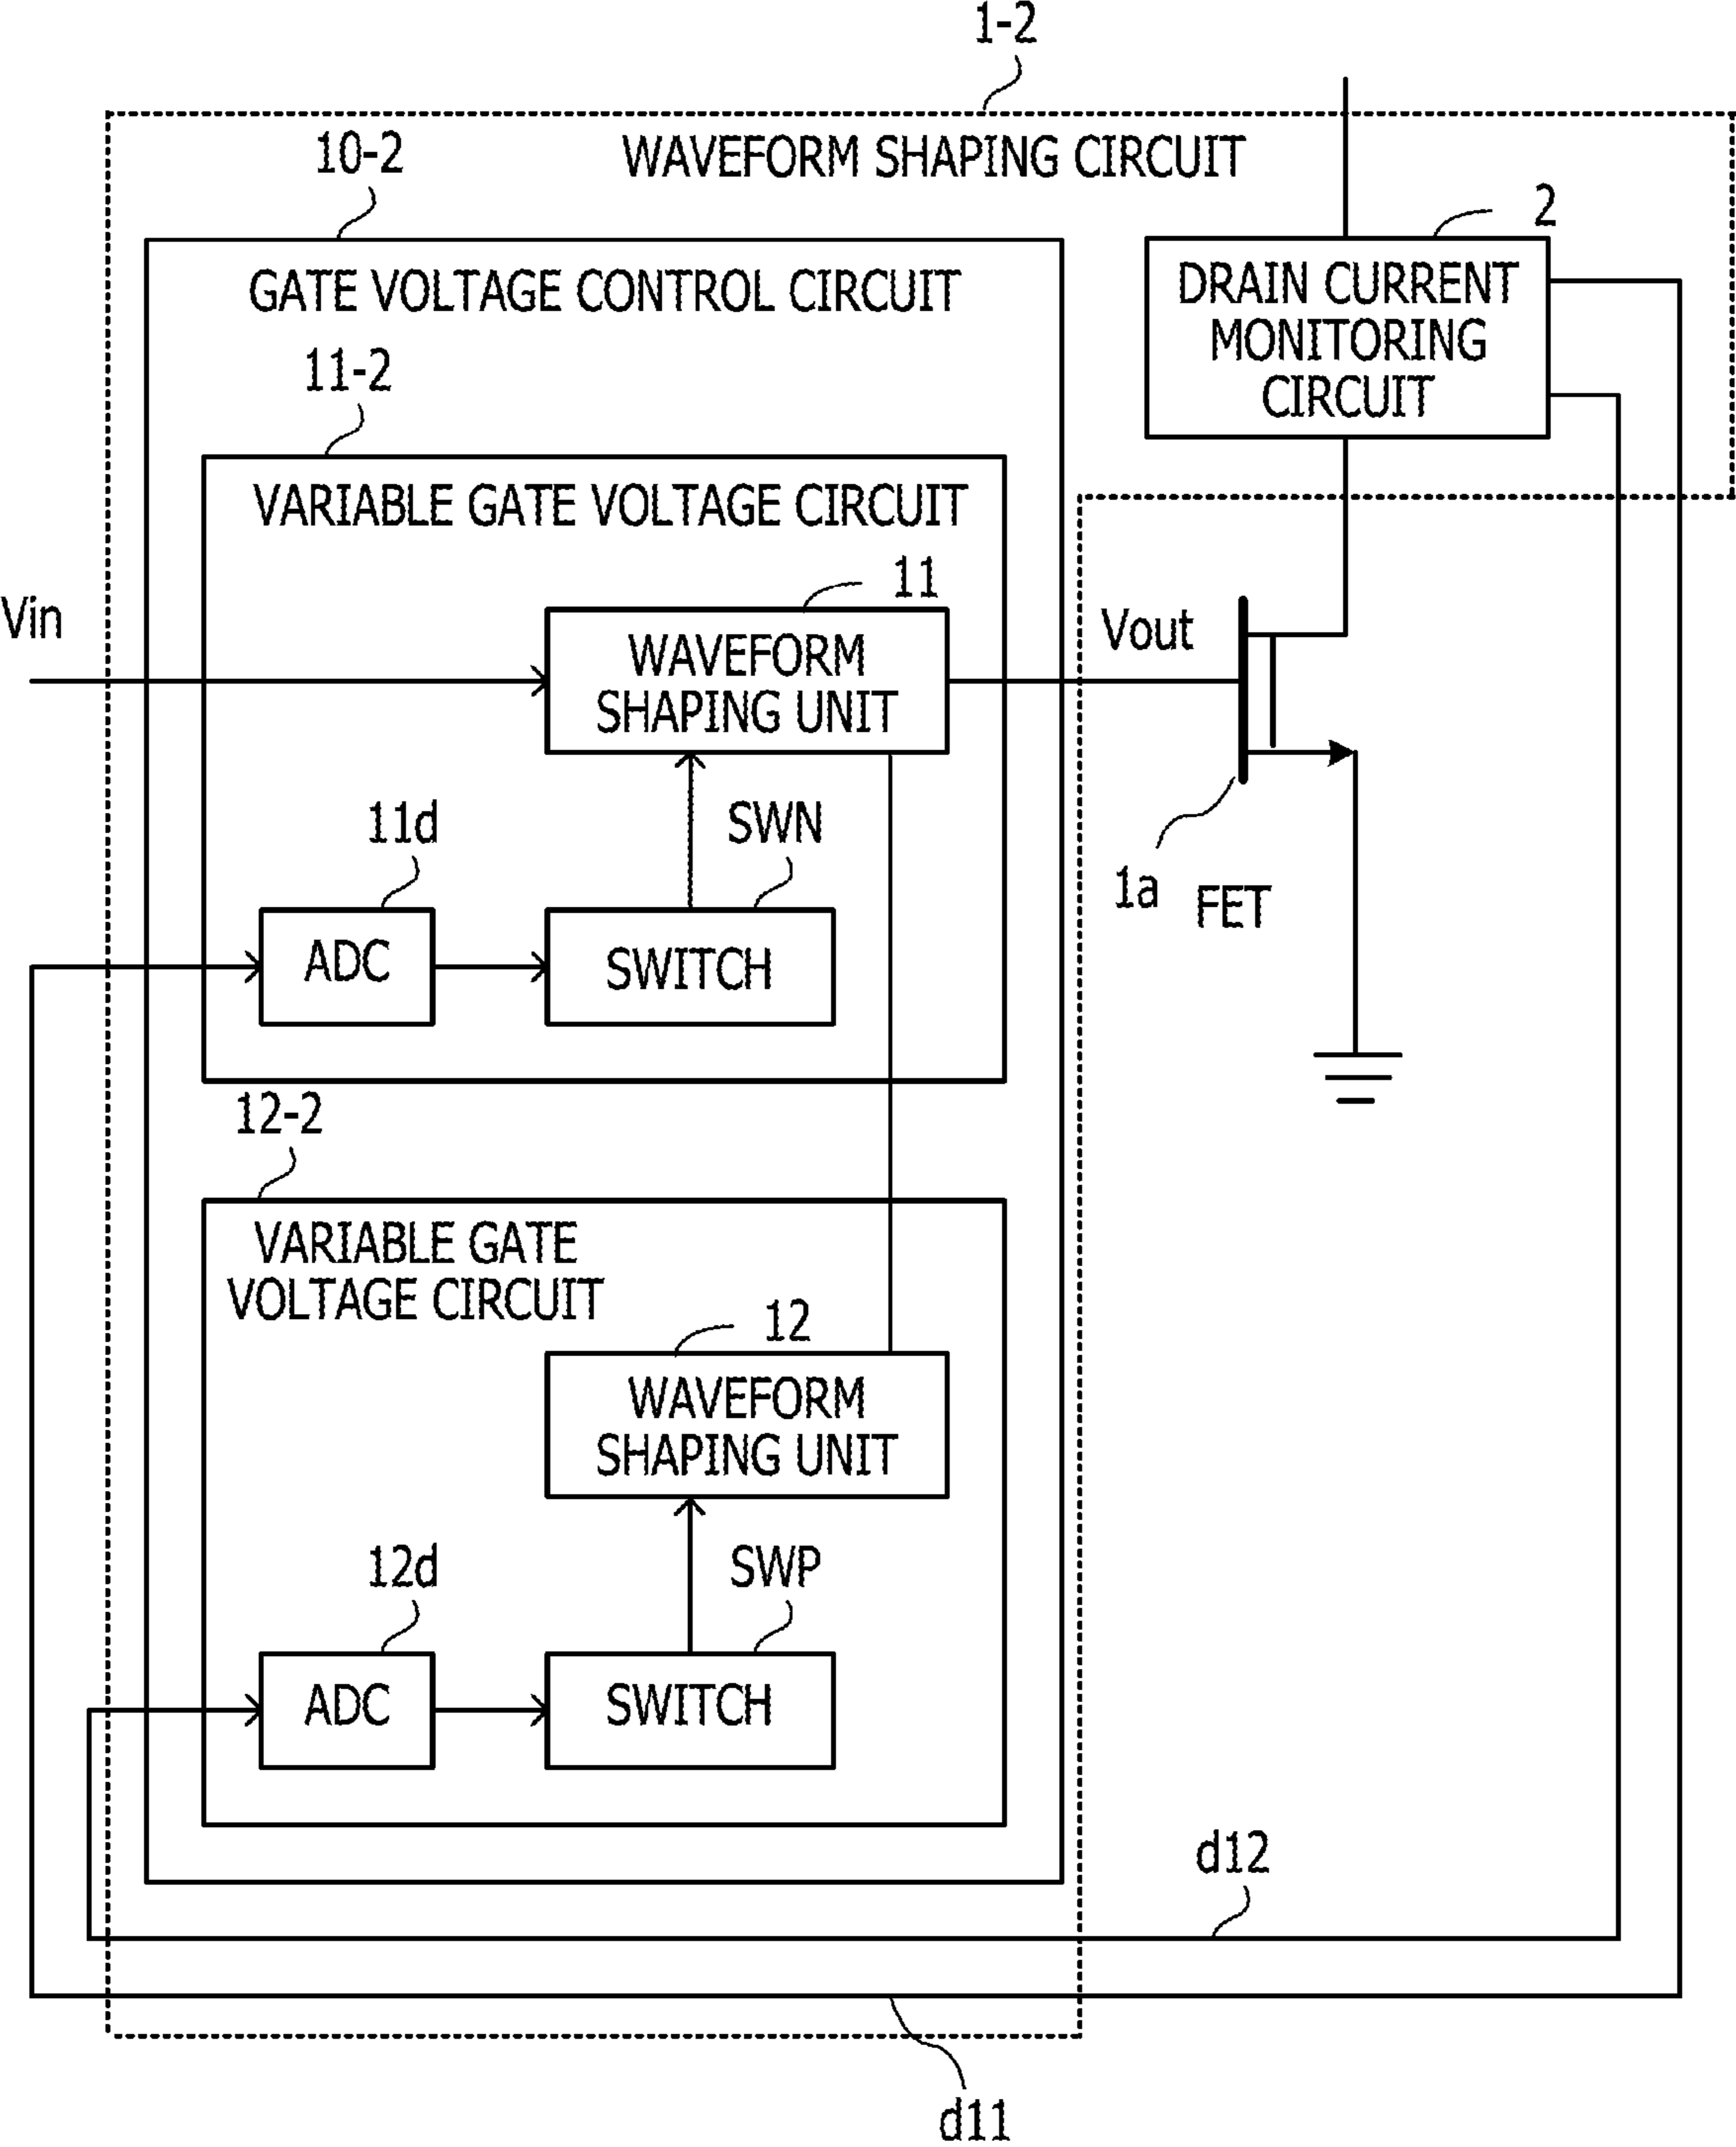 1-2
WAVEFORM SHAPING CIRCUIT
10-2
2
GATE VOLTAGE CONTROL CIRCUIT
DRAIN CURRENT
MONITORING
CIRCUIT
11-2
VARIABLE GATE VOLTAGE CIRCUIT
11
Vin
WAVEFORM
SHAPING UNIT
Vout
11d
SWN
1a
FET
ADC
SWITCH
12-2
VARIABLE GATE
VOLTAGE CIRCUIT
12
WAVEFORM
SHAPING UNIT
12d
SWP
ADC
SWITCH
d12
d11